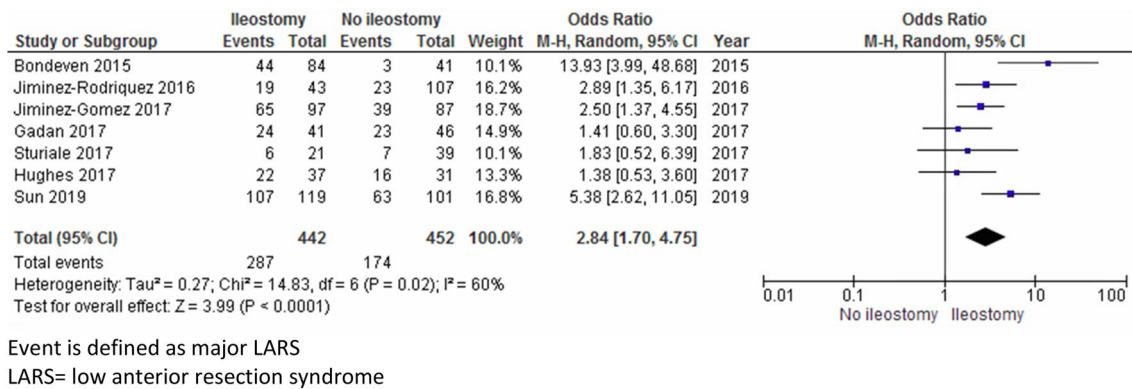 Ileostomy No ileostomy Odds Ratio Odds Ratio
Study or Subgroup Events Total Events Total Weight M-H, Random, 95% CI Year M-H, Random, 95% CI
Bondeven 2015 44 84 3 41 10.1% 13.93 [3.99, 48.68] 2015
Jiminez-Rodriquez 2016 19 43 23 107 16.2% 2.89 [1.35, 6.17] 2016
Jiminez-Gomez 2017 65 97 39 87 18.7% 2.50 [1.37, 4.55] 2017
Gadan 2017 24 41 23 46 14.9% 1.41 [0.60, 3.30] 2017
Sturiale 2017 6 21 7 39 10.1% 1.83 [0.52, 6.39] 2017
Hughes 2017 22 37 16 31 13.3% 1.38 [0.53, 3.60] 2017
Sun 2019 107 119 63 101 16.8% 5.38 [2.62, 11.05] 2019
Total (95% CI) 442 452 100.0% 2.84 [1.70, 4.75]
Total events 287 174
Heterogeneity: Tau² = 0.27; Chi² = 14.83, df = 6 (P = 0.02); I² = 60%
Test for overall effect: Z = 3.99 (P < 0.0001)
0.01 0.1 1 10 100
No ileostomy Ileostomy
Event is defined as major LARS
LARS= low anterior resection syndrome